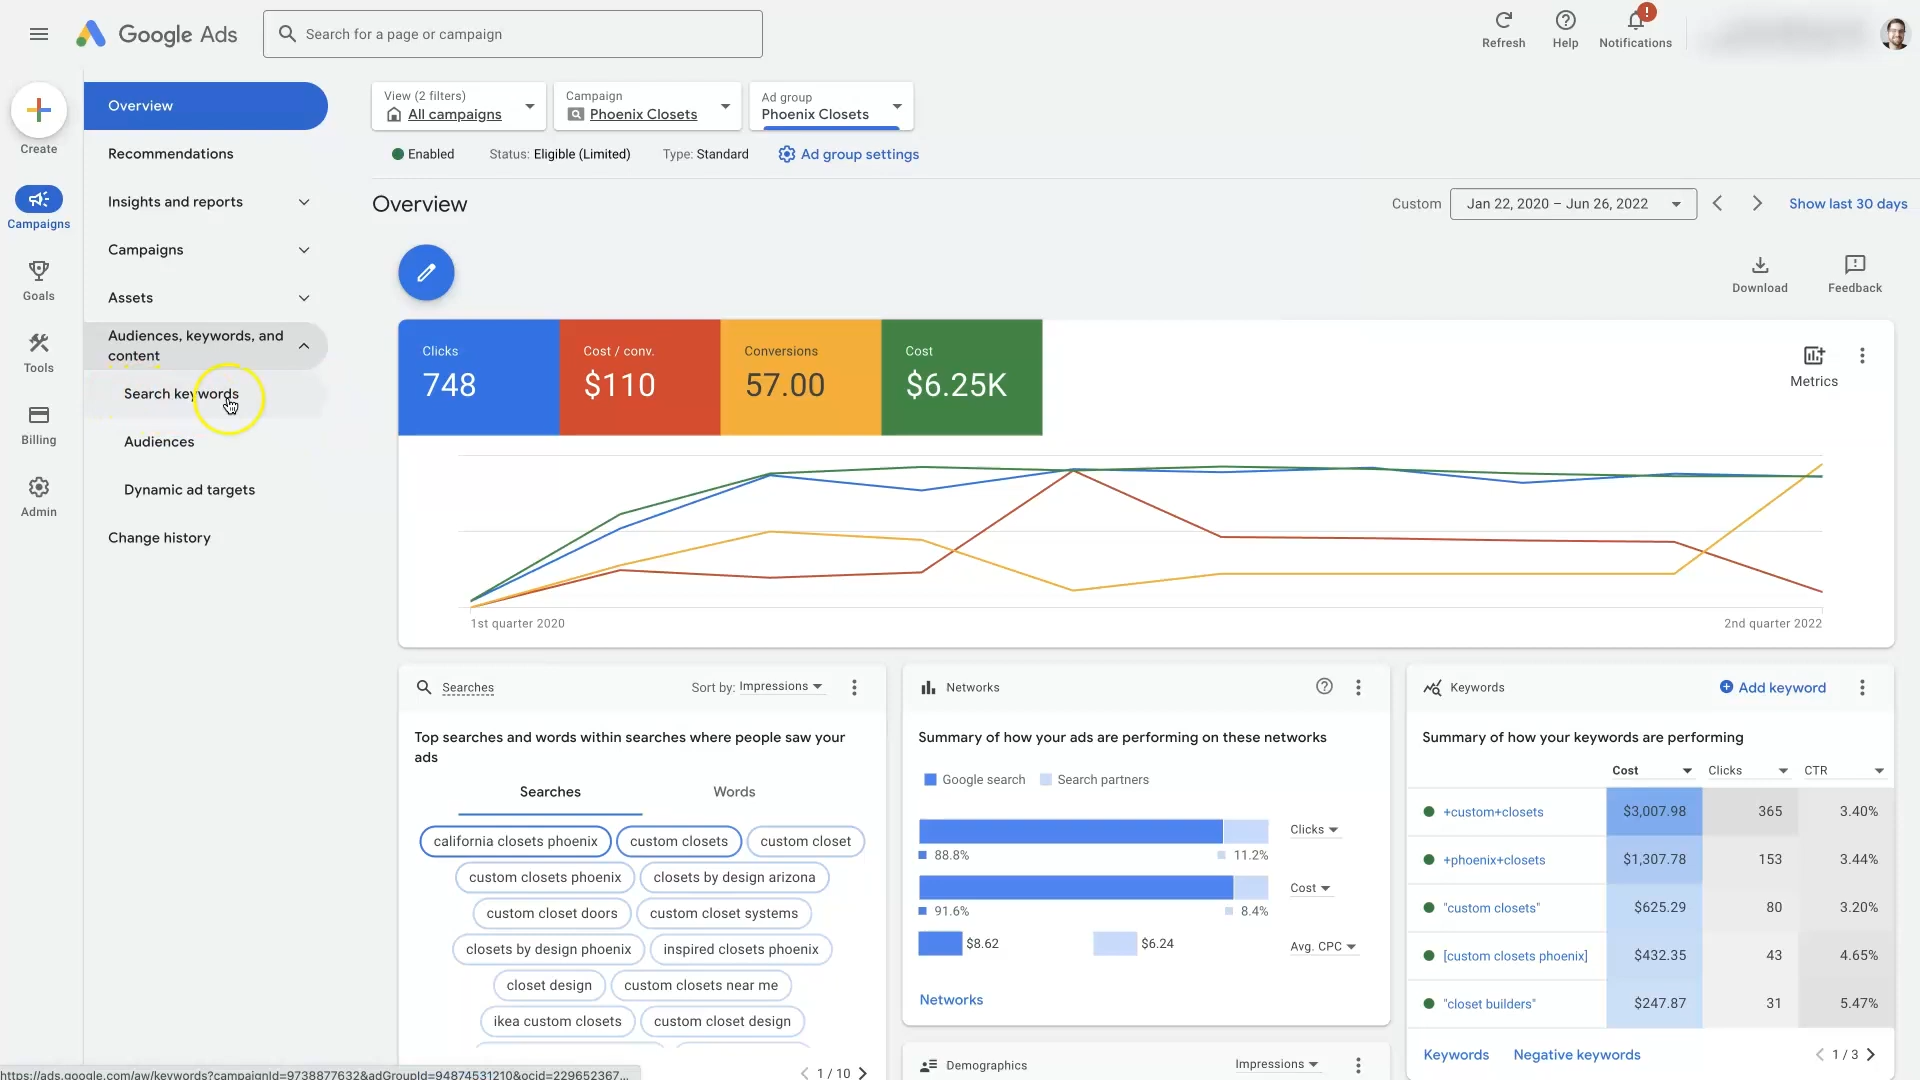 Google Ads
Search for a page or campaign
Refresh
Help
!
Notifications
Create
Campaigns
Goals
Tools
Billing
Admin
Overview
Recommendations
Insights and reports
Campaigns
Assets
Audiences, keywords, and
content
Search keywords
Audiences
Dynamic ad targets
Change history
View (2 filters)
All campaigns
Campaign
Phoenix Closets
Ad group
Phoenix Closets
Enabled
Status: Eligible (Limited)
Type: Standard
Ad group settings
Overview
Custom
Jan 22, 2020 – Jun 26, 2022
Show last 30 days
Download
Feedback
Clicks
748
Cost / conv.
$110
Conversions
57.00
Cost
$6.25K
Metrics
1st quarter 2020
2nd quarter 2022
Searches
Sort by: Impressions
Top searches and words within searches where people saw your
ads
Searches
Words
california closets phoenix
custom closets
custom closet
custom closets phoenix
closets by design arizona
custom closet doors
custom closet systems
closets by design phoenix
inspired closets phoenix
closet design
custom closets near me
ikea custom closets
custom closet design
1 / 10
Networks
Summary of how your ads are performing on these networks
Google search
Search partners
Clicks
88.8%
11.2%
Cost
91.6%
8.4%
$8.62
$6.24
Avg. CPC
Networks
Demographics
Impressions
Keywords
Add keyword
Summary of how your keywords are performing
Cost
Clicks
CTR
+custom+closets
$3,007.98
365
3.40%
+phoenix+closets
$1,307.78
153
3.44%
"custom closets"
$625.29
80
3.20%
[custom closets phoenix]
$432.35
43
4.65%
"closet builders"
$247.87
31
5.47%
Keywords
Negative keywords
1 / 3
https://ads.google.com/aw/keywords?campaignId=9738877632&adGroupId=94874531210&ocid=229652367...